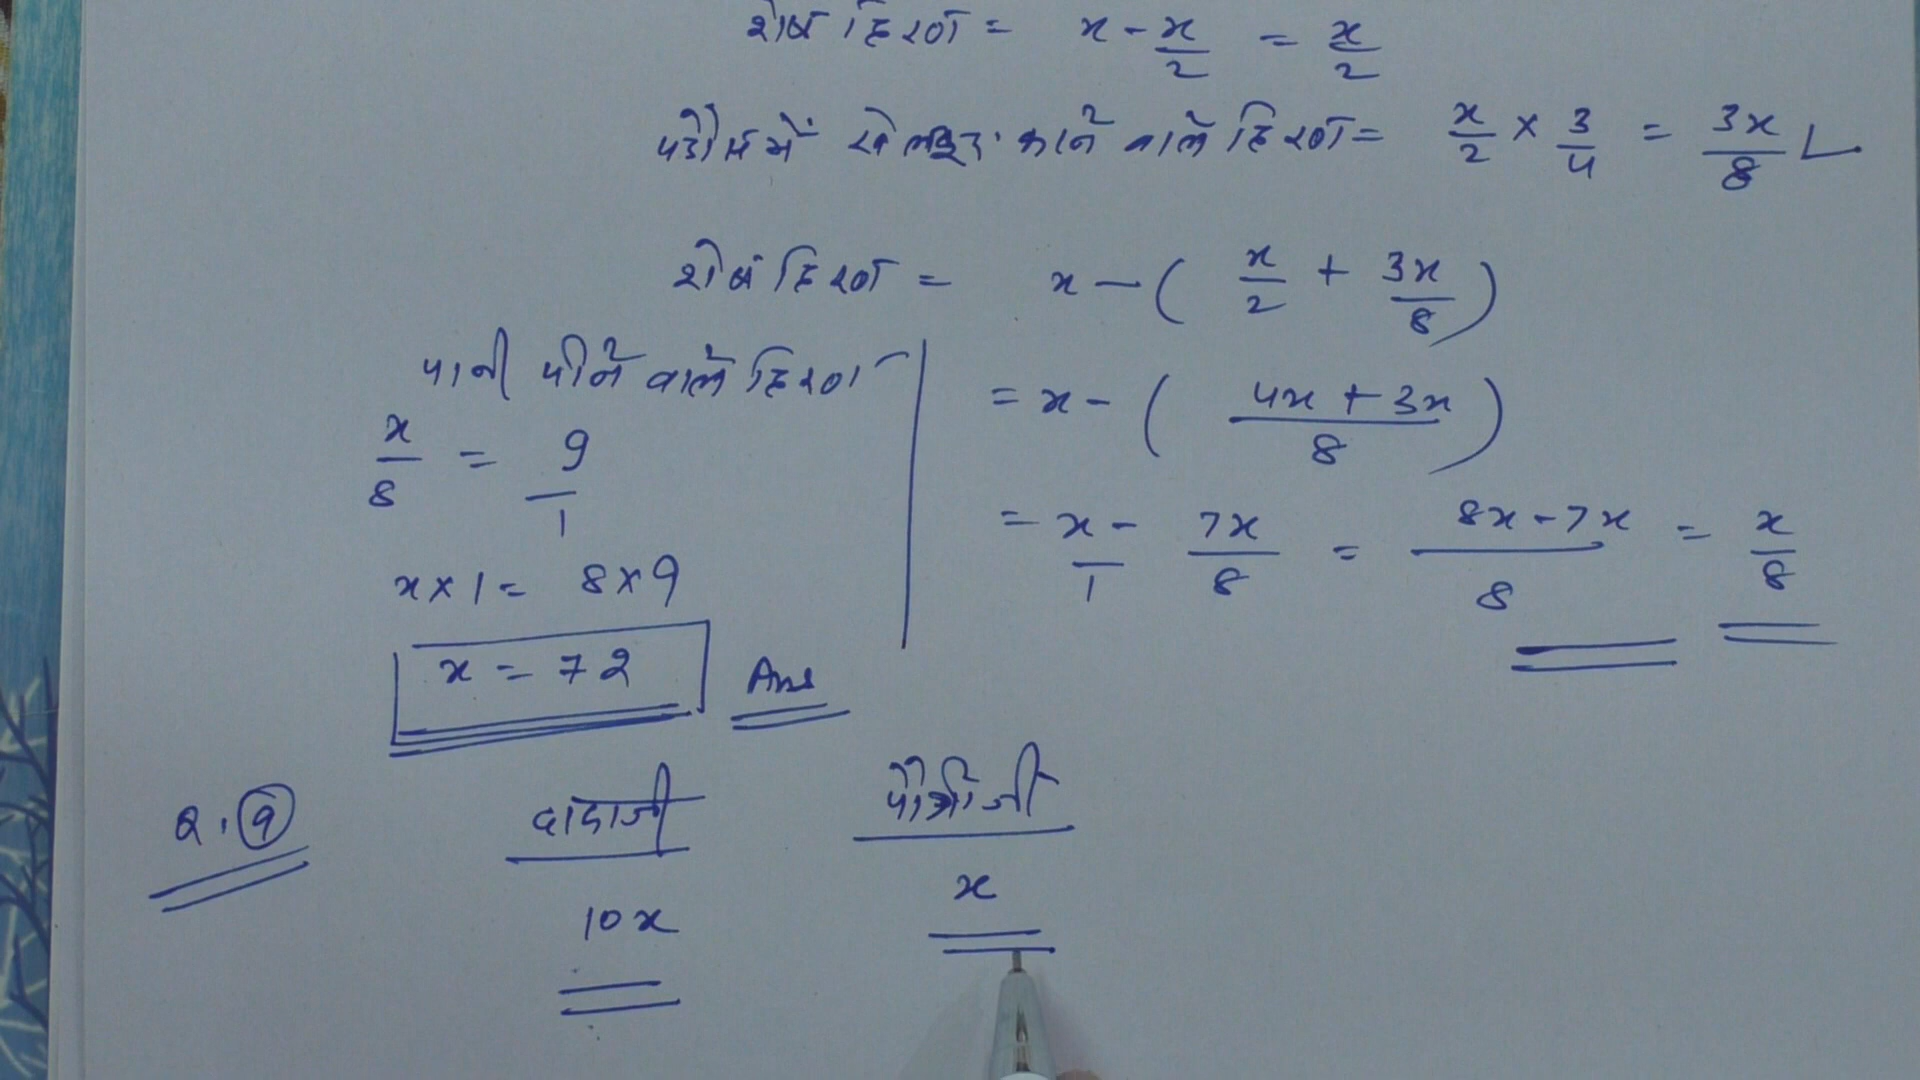 शेष हिरणों = x - x/2 = x/2
पड़ोस में खेलकूद करने वाले हिरणों = x/2 × 3/4 = 3x/8
शेष हिरणों = x - ( x/2 + 3x/8 )
पानी पीने वाले हिरणों
x/8 = 9/1
x × 1 = 8 × 9
x = 72 Ans
= x - ( 4x + 3x / 8 )
= x/1 - 7x/8 = 8x - 7x / 8 = x/8
Q. 9
दादाजी पौत्रीजी
10x x